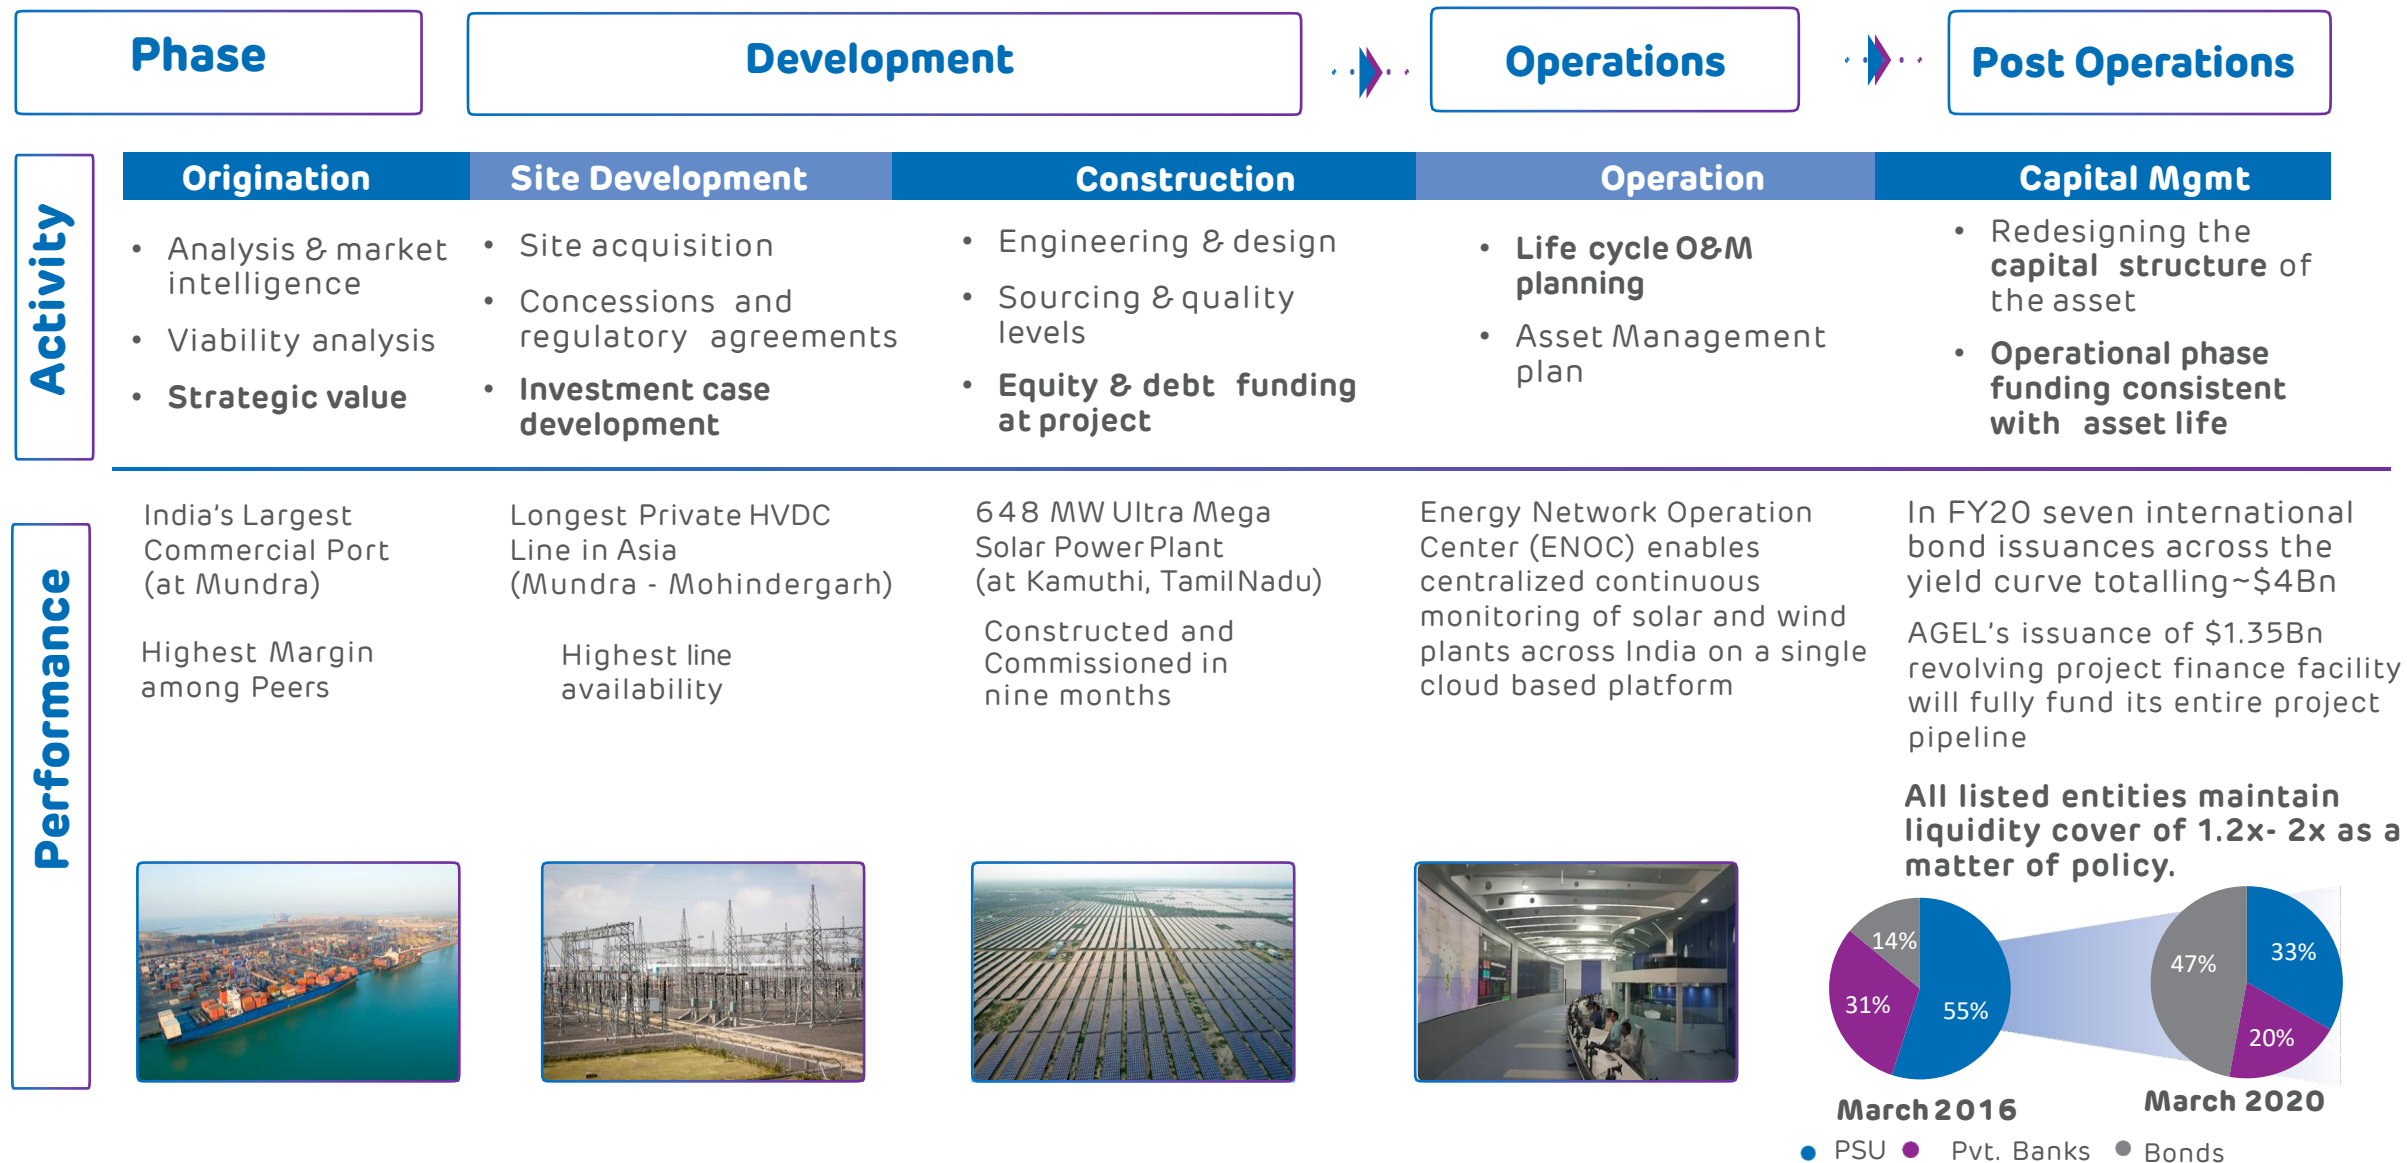 Phase
Development
Operations
Post Operations
Activity
Origination
Site Development
Construction
Operation
Capital Mgmt
• Analysis & market
intelligence
• Viability analysis
• Strategic value
• Site acquisition
• Concessions and
regulatory agreements
• Investment case
development
• Engineering & design
• Sourcing & quality
levels
• Equity & debt funding
at project
• Life cycle O&M
planning
• Asset Management
plan
• Redesigning the
capital structure of
the asset
• Operational phase
funding consistent
with asset life
Performance
India's Largest
Commercial Port
(at Mundra)
Highest Margin
among Peers
Longest Private HVDC
Line in Asia
(Mundra - Mohindergarh)
Highest line
availability
648 MW Ultra Mega
Solar Power Plant
(at Kamuthi, TamilNadu)
Constructed and
Commissioned in
nine months
Energy Network Operation
Center (ENOC) enables
centralized continuous
monitoring of solar and wind
plants across India on a single
cloud based platform
In FY20 seven international
bond issuances across the
yield curve totalling~$4Bn
AGEL's issuance of $1.35Bn
revolving project finance facility
will fully fund its entire project
pipeline
All listed entities maintain
liquidity cover of 1.2x- 2x as a
matter of policy.
14%
31%
55%
47%
33%
20%
March 2016
March 2020
PSU
Pvt. Banks
Bonds